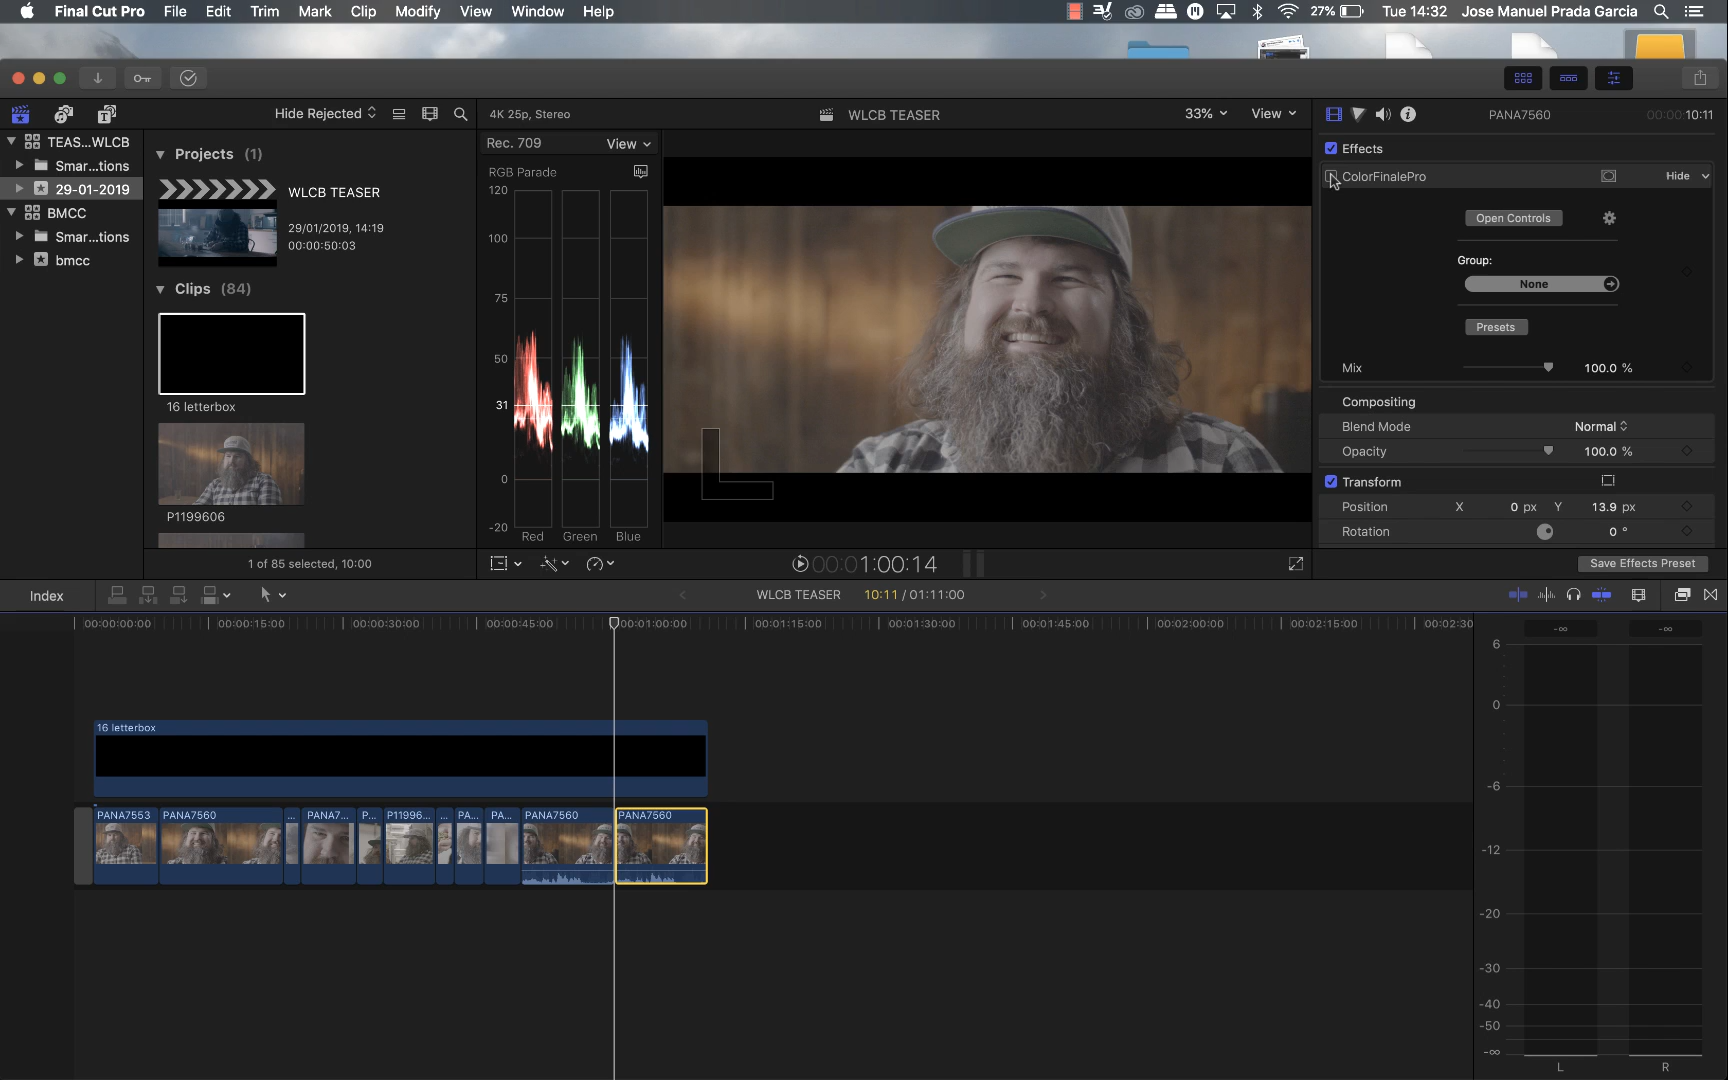 Final Cut Pro File Edit Trim Mark Clip Modify View Window Help 27% Tue 14:32 Jose Manuel Prada Garcia
Hide Rejected 4K 25p, Stereo WLCB TEASER 33% View PANA7560 00:00:10:11
TEAS...WLCB
Smar...tions
29-01-2019
BMCC
Smar...tions
bmcc
Projects (1)
WLCB TEASER
29/01/2019, 14:19
00:00:50:03
Clips (84)
16 letterbox
P1199606
1 of 85 selected, 10:00
Rec. 709 View
RGB Parade
120
100
75
50
31
0
-20
Red Green Blue
00:01:00:14
Effects
ColorFinalePro Hide
Open Controls
Group:
None
Presets
Mix 100.0 %
Compositing
Blend Mode Normal
Opacity 100.0 %
Transform
Position X 0 px Y 13.9 px
Rotation 0 °
Save Effects Preset
Index WLCB TEASER 10:11 / 01:11:00
00:00:00:00 00:00:15:00 00:00:30:00 00:00:45:00 00:01:00:00 00:01:15:00 00:01:30:00 00:01:45:00 00:02:00:00 00:02:15:00 00:02:30
16 letterbox
PANA7553 PANA7560 ... PANA7... P... P11996... ... PA... PA... PANA7560 PANA7560
-∞ -∞
6
0
-6
-12
-20
-30
-40
-50
-∞
L R